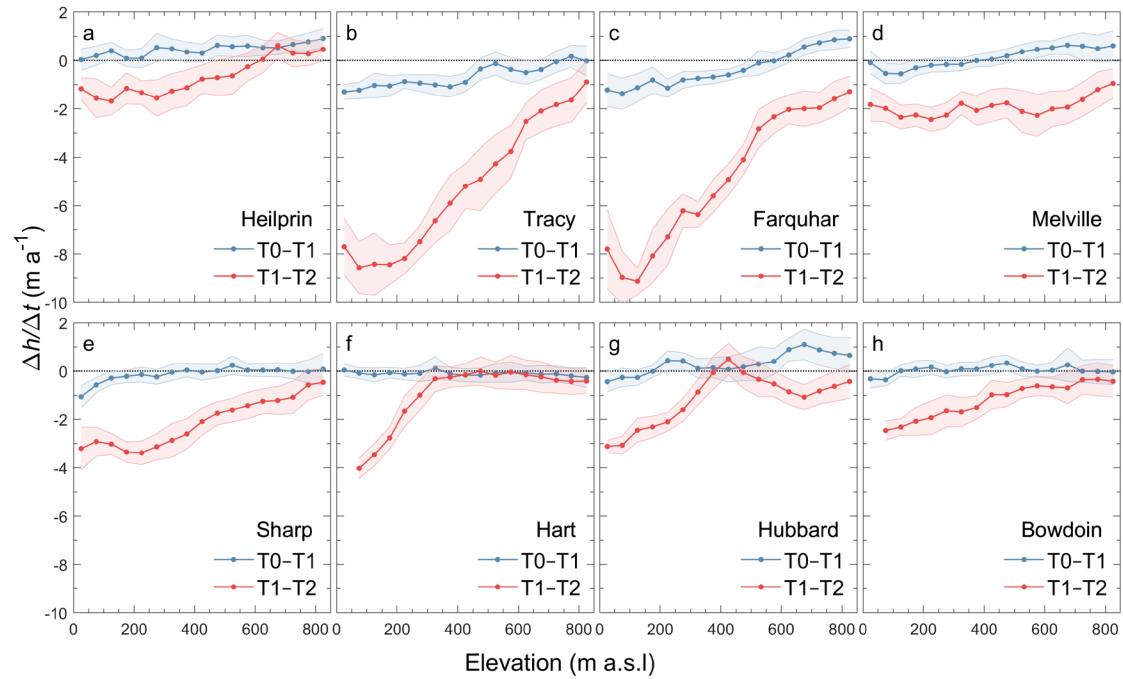 a
b
c
d
2
0
-2
-4
-6
-8
-10
Heilprin
T0–T1
T1–T2
Tracy
T0–T1
T1–T2
Farquhar
T0–T1
T1–T2
Melville
T0–T1
T1–T2
Δh/Δt (m a⁻¹)
e
f
g
h
2
0
-2
-4
-6
-8
-10
Sharp
T0–T1
T1–T2
Hart
T0–T1
T1–T2
Hubbard
T0–T1
T1–T2
Bowdoin
T0–T1
T1–T2
0 200 400 600 800
0 200 400 600 800
0 200 400 600 800
0 200 400 600 800
Elevation (m a.s.l)